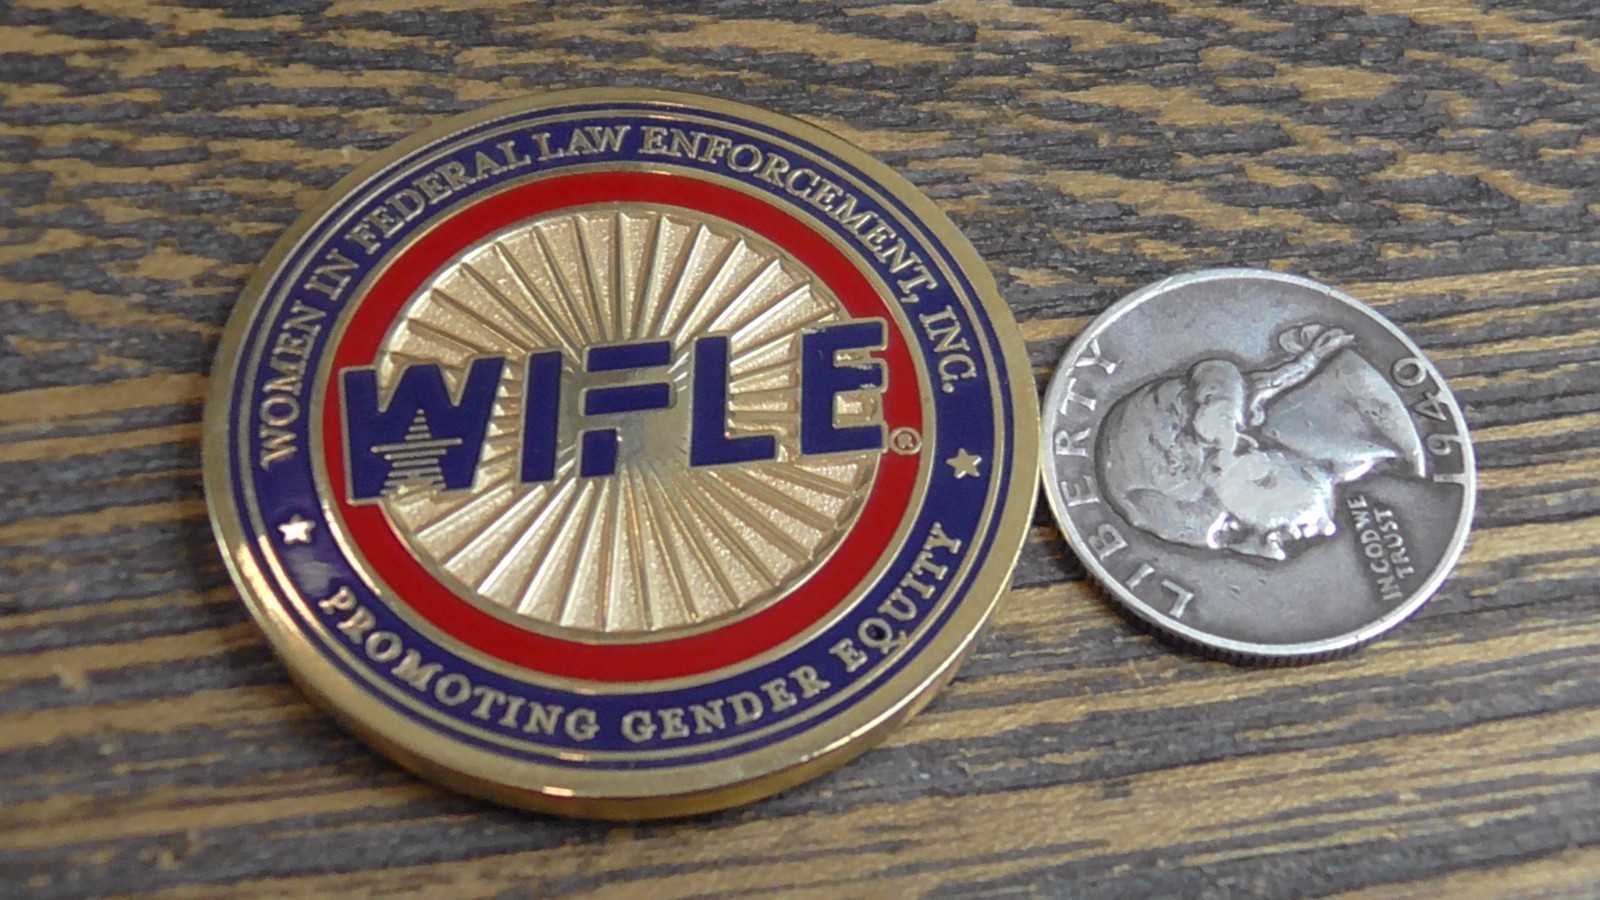 WOMEN IN FEDERAL LAW ENFORCEMENT, INC.
WIFLE
PROMOTING GENDER EQUITY
LIBERTY
IN GOD WE
TRUST
1940